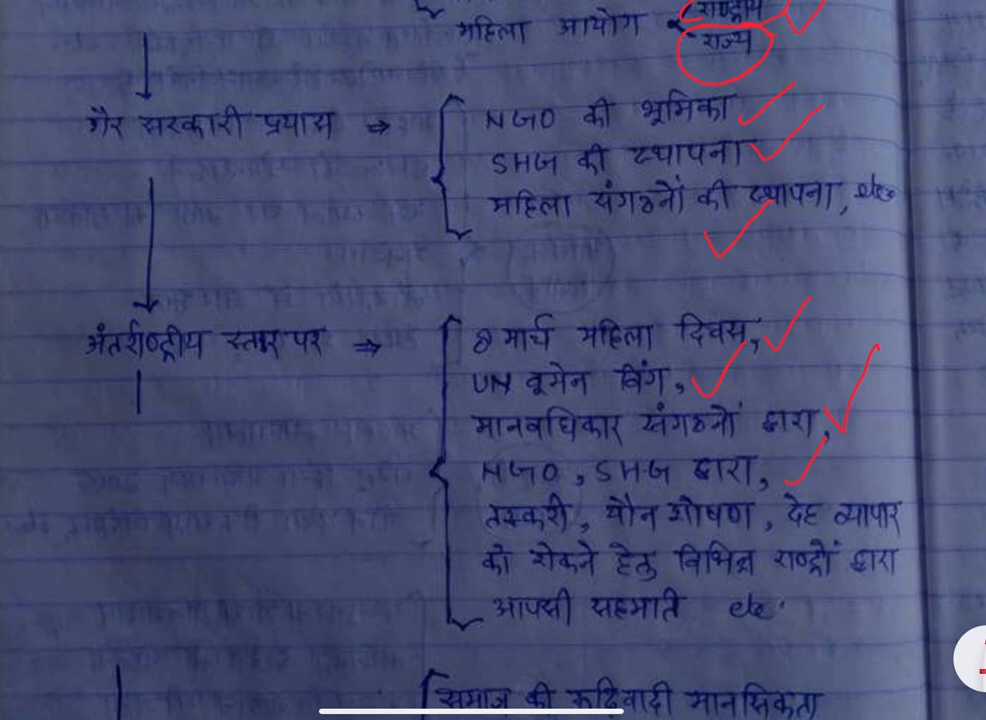 महिला आयोग राष्ट्रीय
राज्य
गैर सरकारी प्रयास ⇒ NGO की भूमिका
SHG की स्थापना
महिला संगठनों की स्थापना, etc
अंतर्राष्ट्रीय स्तर पर ⇒ 8 मार्च महिला दिवस,
UN वूमेन विंग,
मानवधिकार संगठनों द्वारा,
NGO, SHG द्वारा,
तस्करी, यौन शोषण, देह व्यापार
को रोकने हेतु विभिन्न राष्ट्रों द्वारा
आपसी सहमति etc.
समाज की रूढ़िवादी मानसिकता